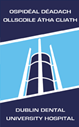 OSPIDÉAL DÉADACH
OLLSCOILE ÁTHA CLIATH
DUBLIN DENTAL
UNIVERSITY HOSPITAL